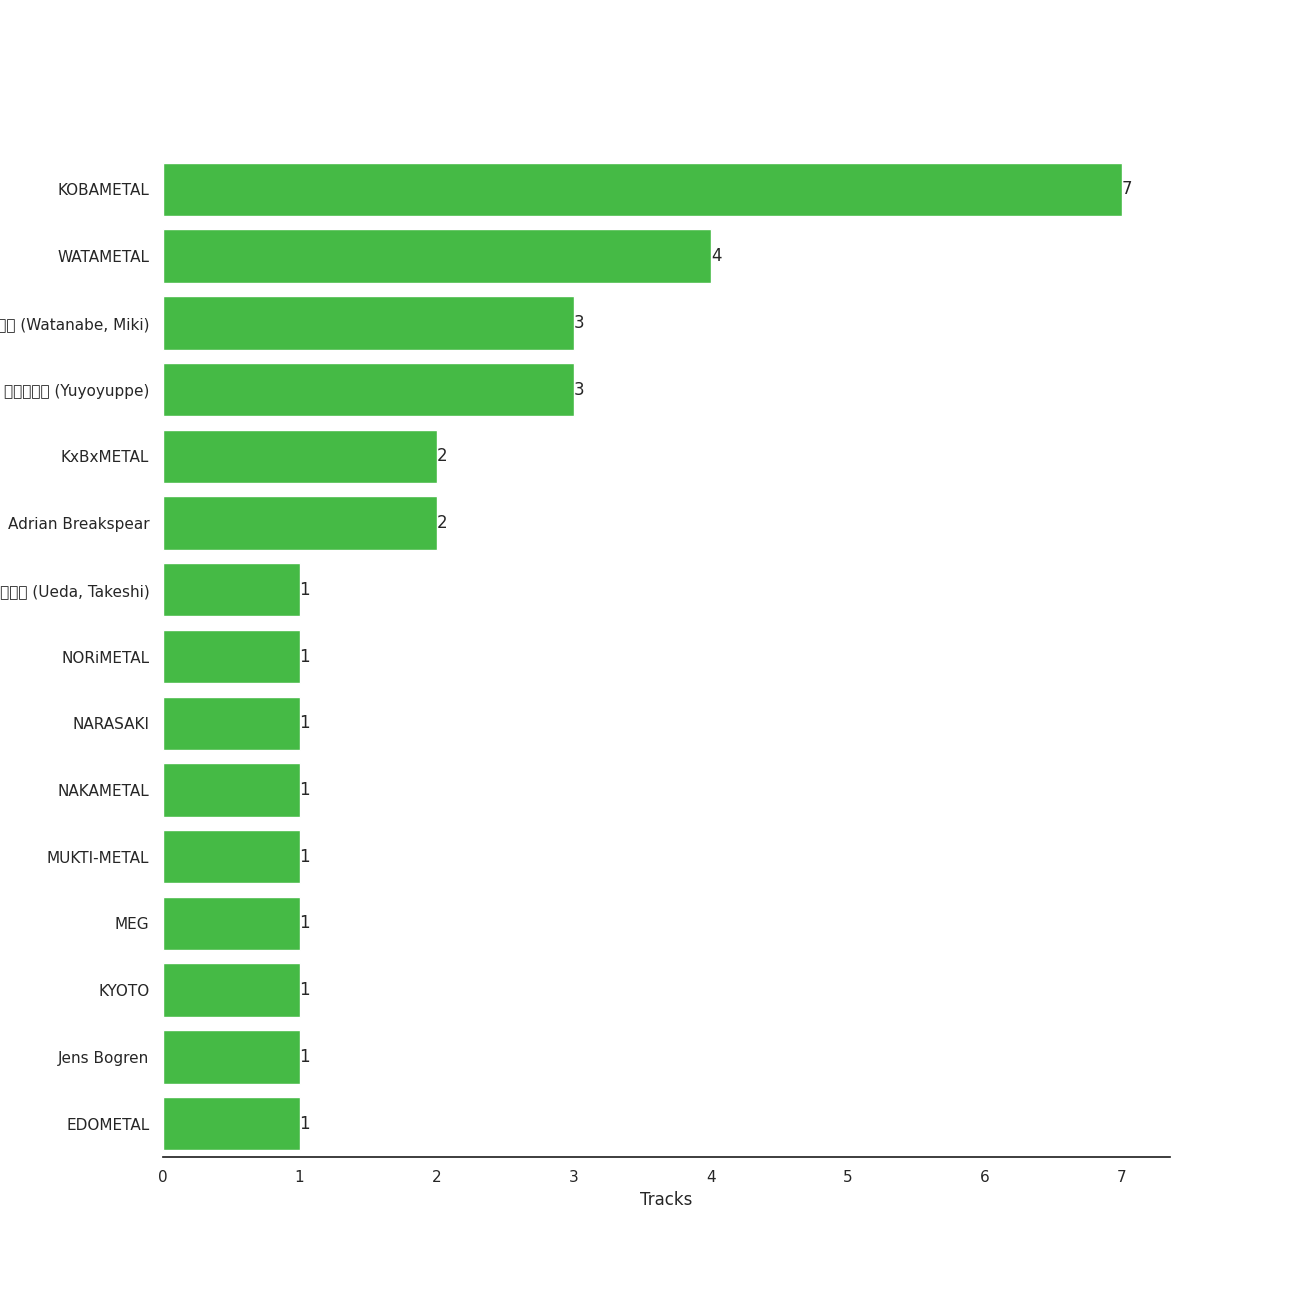 KOBAMETAL 7
WATAMETAL 4
(Watanabe, Miki) 3
(Yuyoyuppe) 3
KxBxMETAL 2
Adrian Breakspear 2
(Ueda, Takeshi) 1
NORiMETAL 1
NARASAKI 1
NAKAMETAL 1
MUKTI-METAL 1
MEG 1
KYOTO 1
Jens Bogren 1
EDOMETAL 1
0 1 2 3 4 5 6 7
Tracks